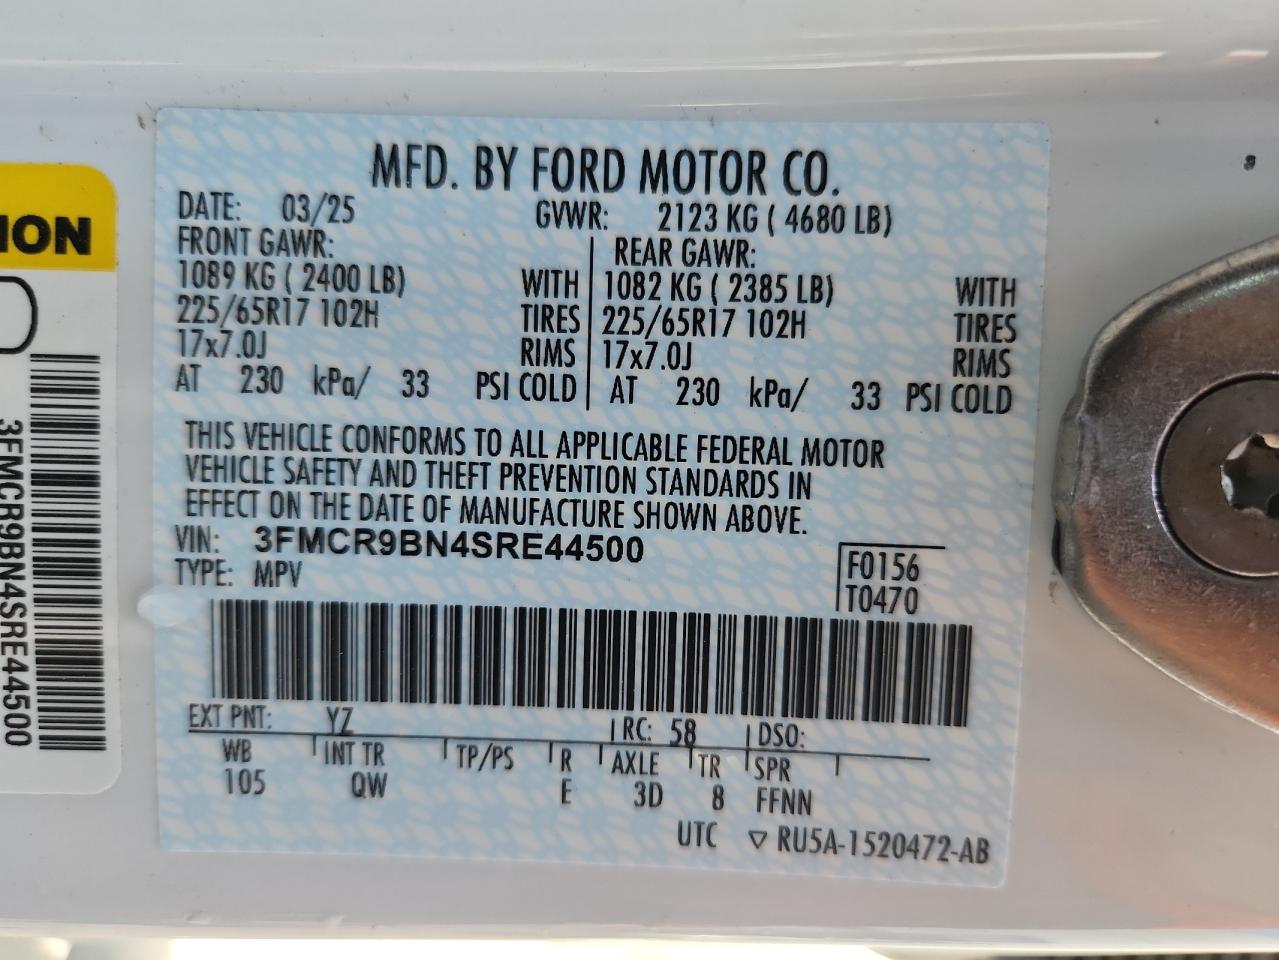 MFD. BY FORD MOTOR CO.
DATE: 03/25 GVWR: 2123 KG ( 4680 LB)
FRONT GAWR: REAR GAWR:
1089 KG ( 2400 LB) WITH 1082 KG ( 2385 LB) WITH
225/65R17 102H TIRES 225/65R17 102H TIRES
17x7.0J RIMS 17x7.0J RIMS
AT 230 kPa/ 33 PSI COLD AT 230 kPa/ 33 PSI COLD
THIS VEHICLE CONFORMS TO ALL APPLICABLE FEDERAL MOTOR
VEHICLE SAFETY AND THEFT PREVENTION STANDARDS IN
EFFECT ON THE DATE OF MANUFACTURE SHOWN ABOVE.
VIN: 3FMCR9BN4SRE44500
TYPE: MPV
F0156
T0470
EXT PNT: YZ RC: 58 DSO:
WB INT TR TP/PS R AXLE TR SPR
105 QW E 3D 8 FFNN
UTC ▽ RU5A-1520472-AB
ION
3FMCR9BN4SRE44500